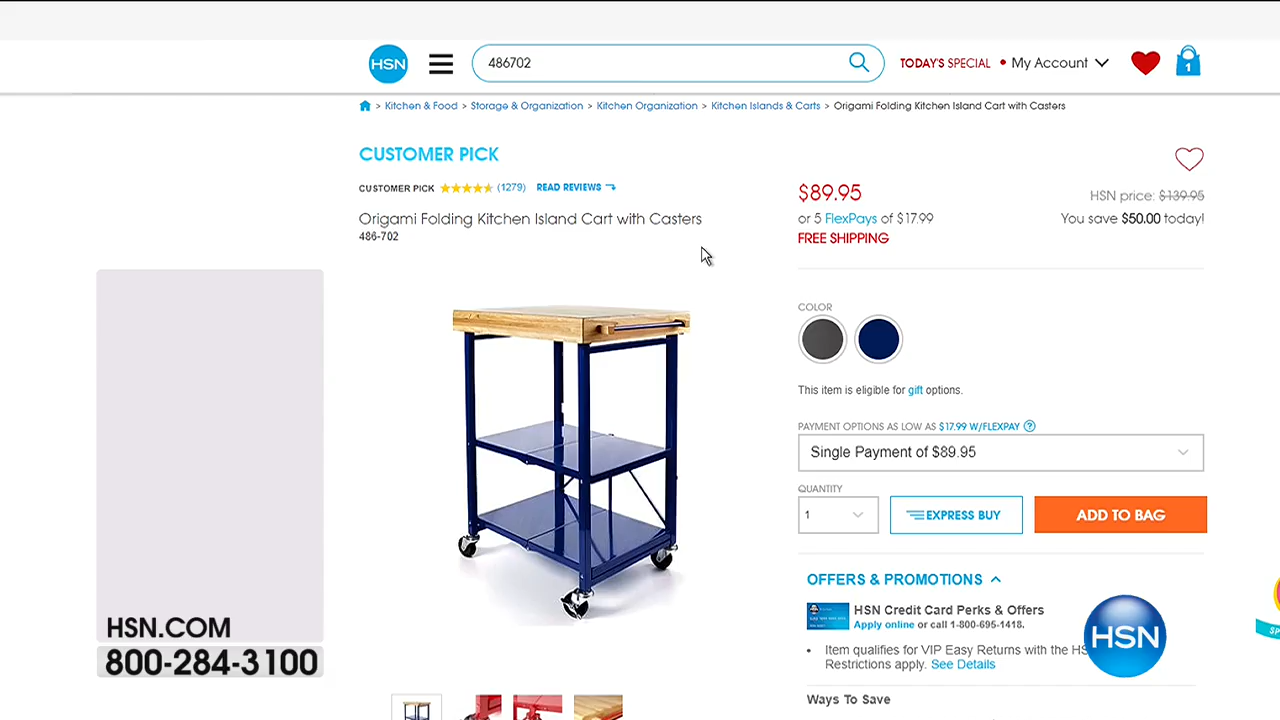 HSN
486702
TODAY'S SPECIAL • My Account
1
> Kitchen & Food > Storage & Organization > Kitchen Organization > Kitchen Islands & Carts > Origami Folding Kitchen Island Cart with Casters
CUSTOMER PICK
CUSTOMER PICK (1279) READ REVIEWS
Origami Folding Kitchen Island Cart with Casters
486-702
$89.95
HSN price: $139.95
or 5 FlexPays of $17.99
You save $50.00 today!
FREE SHIPPING
COLOR
This item is eligible for gift options.
PAYMENT OPTIONS AS LOW AS $17.99 W/FLEXPAY ?
Single Payment of $89.95
QUANTITY
1
EXPRESS BUY
ADD TO BAG
OFFERS & PROMOTIONS
HSN Credit Card Perks & Offers
Apply online or call 1-800-695-1418.
• Item qualifies for VIP Easy Returns with the HS
Restrictions apply. See Details
Ways To Save
HSN
HSN.COM
800-284-3100